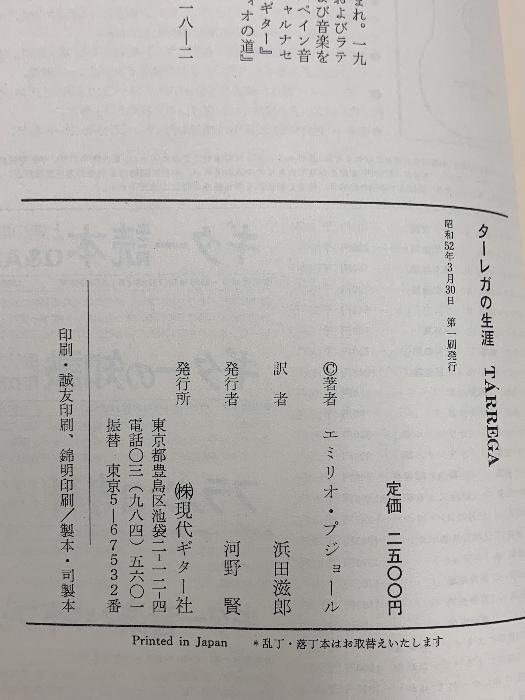 まれ。一九
およびラテ
よび音楽を
ペイン音
ャルナセ
ギター』
ィオの道』
一八―二
ターレガの生涯 TÁRREGA
昭和52年3月30日 第一刷発行
定価 二五〇〇円
©著者 エミリオ・プジョール
訳者 浜田滋郎
発行者 河野賢
発行所 ㈱現代ギター社
東京都豊島区池袋二-一二-四
電話〇三(九八四)五六〇一
振替 東京5―67532番
印刷・誠友印刷、錦明印刷/製本・司製本
Printed in Japan *乱丁・落丁本はお取替えいたします